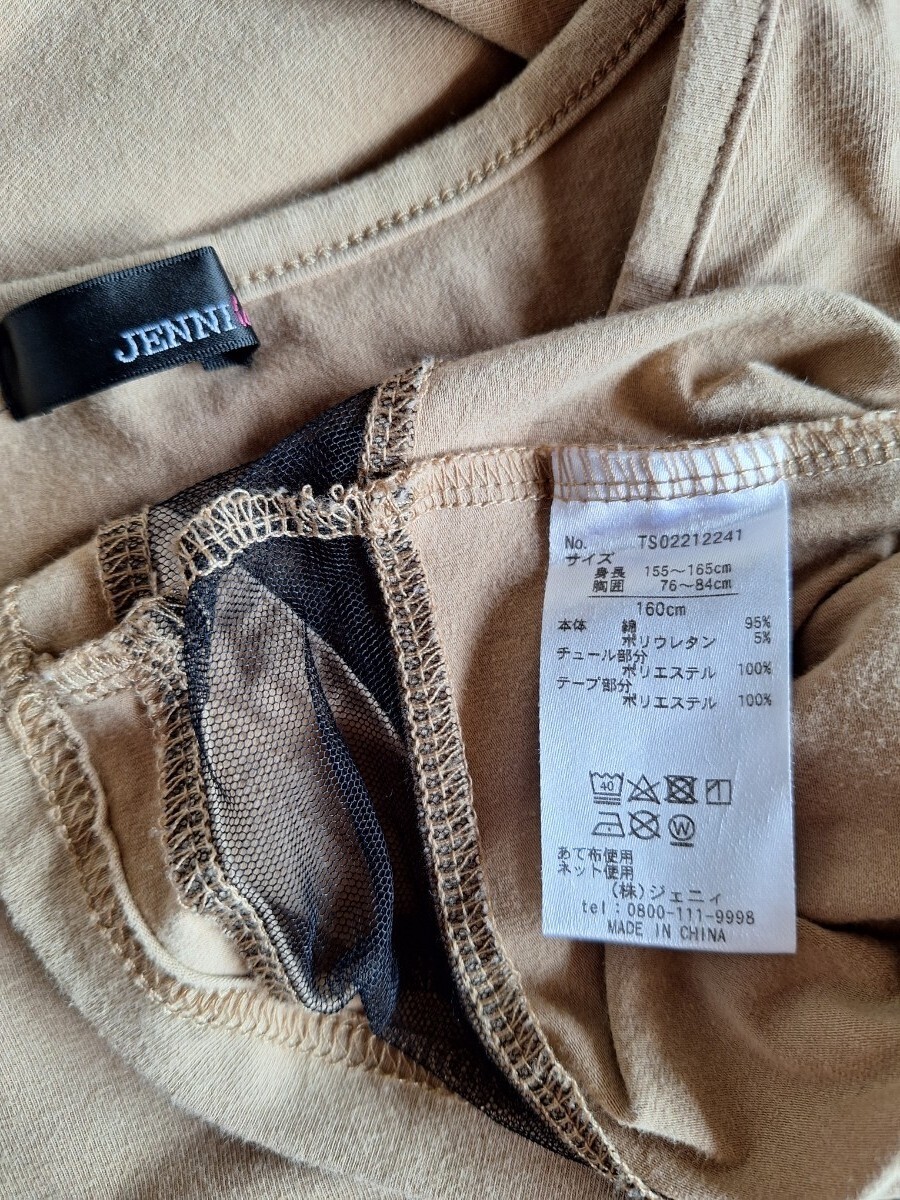 JENNI
No. TS02212241
サイズ
身長 155～165cm
胸囲 76～84cm
160cm
本体 綿 95%
ポリウレタン 5%
チュール部分
ポリエステル 100%
テープ部分
ポリエステル 100%
40
W
あて布使用
ネット使用
(株)ジェニィ
tel：0800-111-9998
MADE IN CHINA